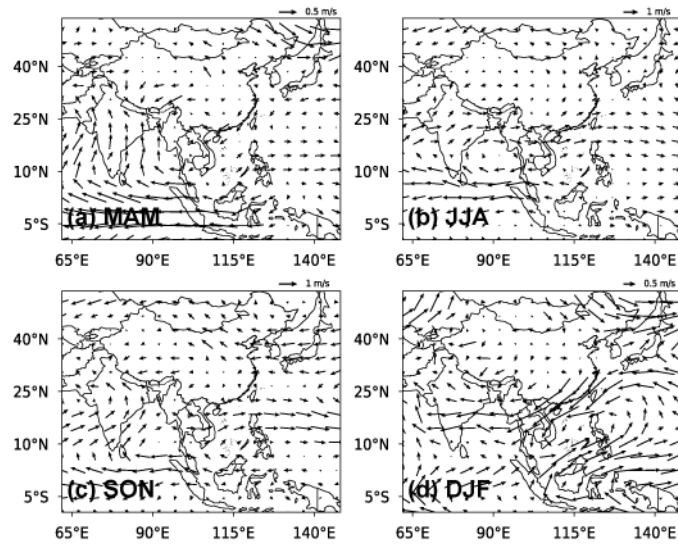 0.5 m/s 1 m/s
40°N 40°N
25°N 25°N
10°N 10°N
5°S 5°S
(a) MAM (b) JJA
65°E 90°E 115°E 140°E 65°E 90°E 115°E 140°E
1 m/s 0.5 m/s
40°N 40°N
25°N 25°N
10°N 10°N
5°S 5°S
(c) SON (d) DJF
65°E 90°E 115°E 140°E 65°E 90°E 115°E 140°E